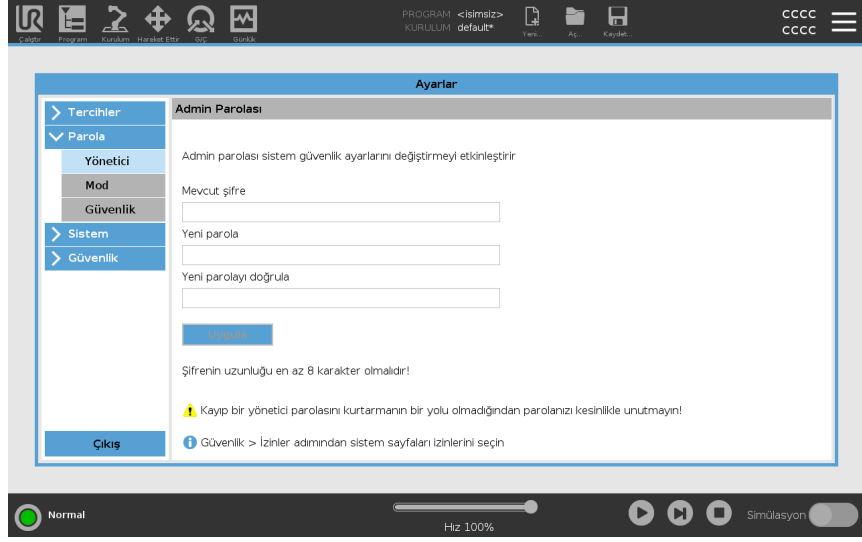 UR
PROGRAM <isimsiz>
KURULUM default*
CCCC
CCCC
Çalıştır Program Kurulum Hareket Ettir G/Ç Günlük Yeni... Aç... Kaydet...
Ayarlar
Tercihler
Parola
Yönetici
Mod
Güvenlik
Sistem
Güvenlik
Çıkış
Admin Parolası
Admin parolası sistem güvenlik ayarlarını değiştirmeyi etkinleştirir
Mevcut şifre
Yeni parola
Yeni parolayı doğrula
Uygula
Şifrenin uzunluğu en az 8 karakter olmalıdır!
Kayıp bir yönetici parolasını kurtarmanın bir yolu olmadığından parolanızı kesinlikle unutmayın!
Güvenlik > İzinler adımından sistem sayfaları izinlerini seçin
Normal
Hız 100%
Simülasyon